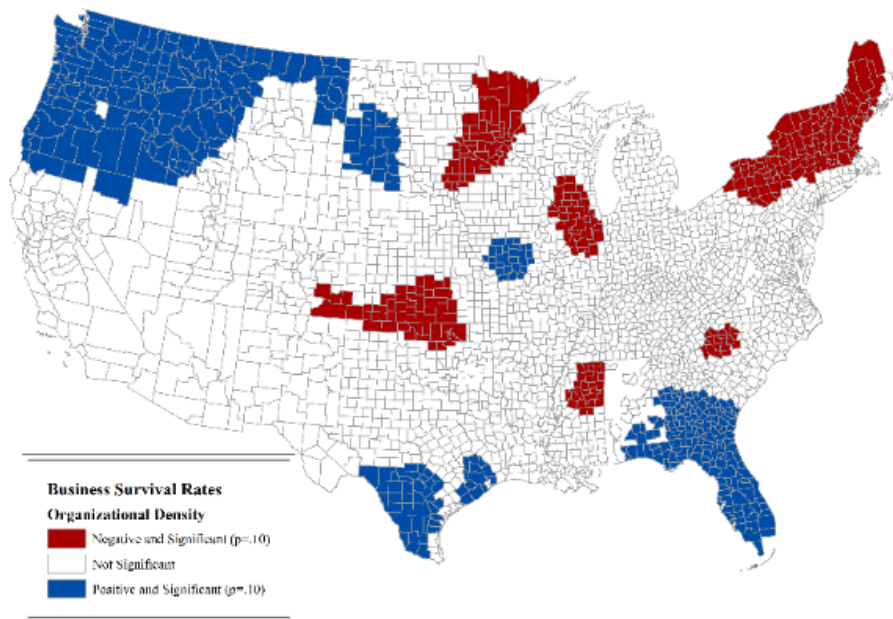 Business Survival Rates
Organizational Density
Negative and Significant (p=.10)
Not Significant
Positive and Significant (p=.10)